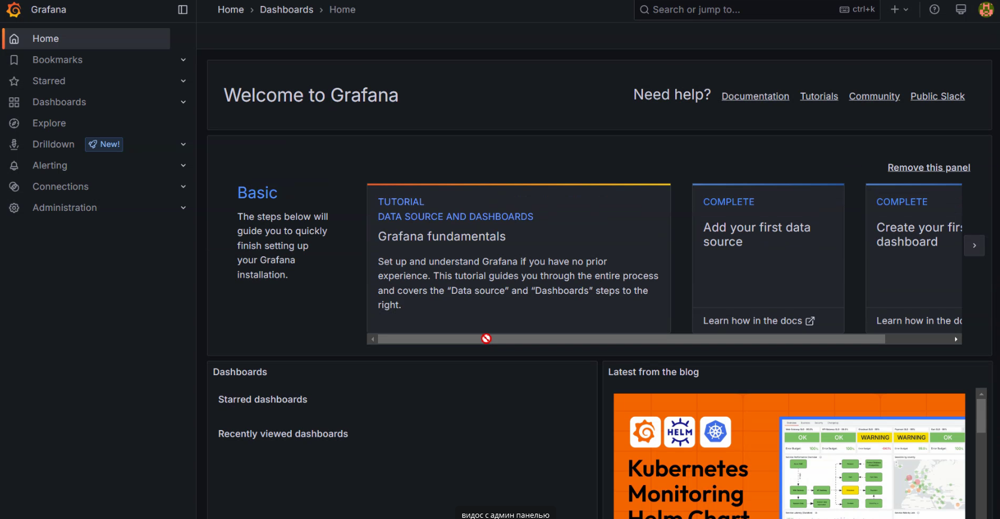 Grafana
Home › Dashboards › Home
Search or jump to...
ctrl+k
Home
Bookmarks
Starred
Dashboards
Explore
Drilldown
New!
Alerting
Connections
Administration
Welcome to Grafana
Need help?
Documentation
Tutorials
Community
Public Slack
Remove this panel
Basic
The steps below will
guide you to quickly
finish setting up
your Grafana
installation.
TUTORIAL
DATA SOURCE AND DASHBOARDS
Grafana fundamentals
Set up and understand Grafana if you have no prior
experience. This tutorial guides you through the entire process
and covers the “Data source” and “Dashboards” steps to the
right.
COMPLETE
Add your first data
source
Learn how in the docs
COMPLETE
Create your firs
dashboard
Learn how in the do
Dashboards
Starred dashboards
Recently viewed dashboards
Latest from the blog
HELM
Kubernetes
Monitoring
Helm Chart
OK
OK
WARNING
WARNING
OK
видос с админ панелью